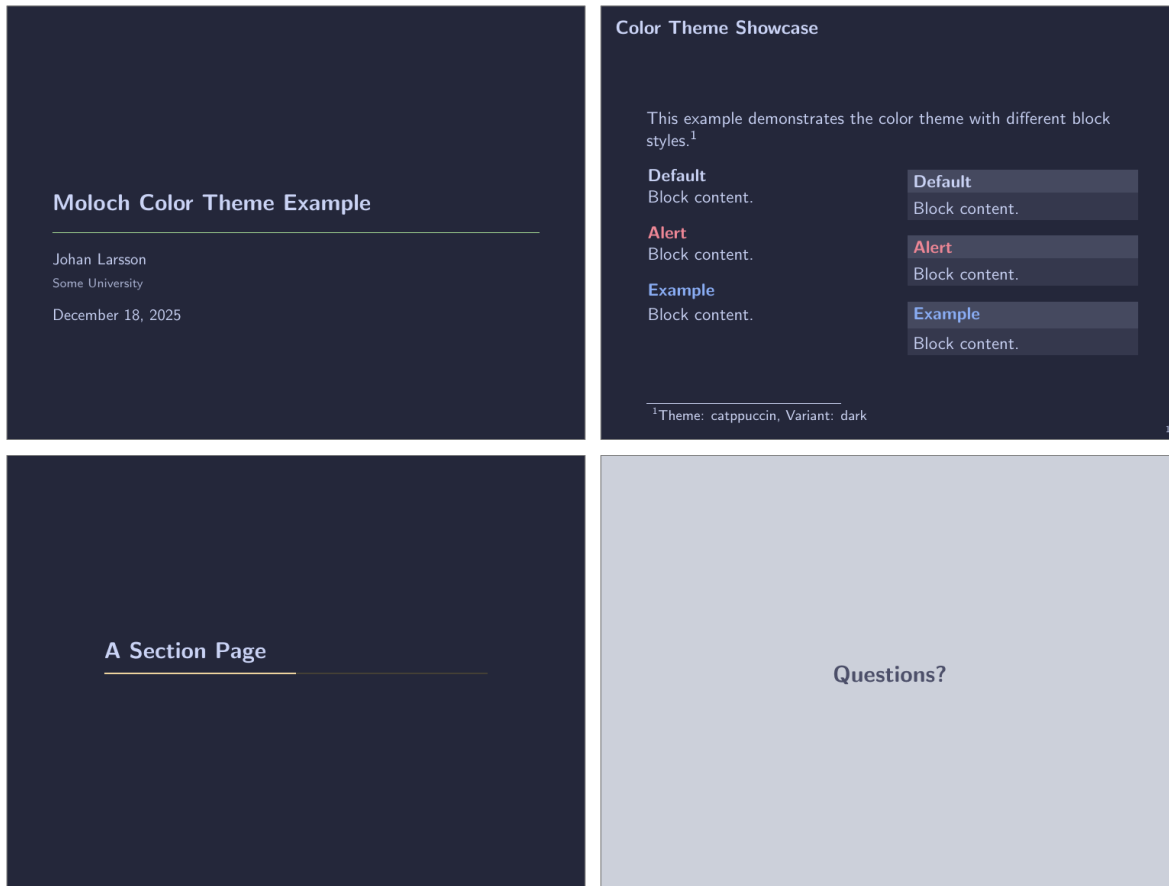 Moloch Color Theme Example
Johan Larsson
Some University
December 18, 2025
Color Theme Showcase
This example demonstrates the color theme with different block
styles.¹
Default
Block content.
Alert
Block content.
Example
Block content.
Default
Block content.
Alert
Block content.
Example
Block content.
¹Theme: catppuccin, Variant: dark
1
A Section Page
Questions?